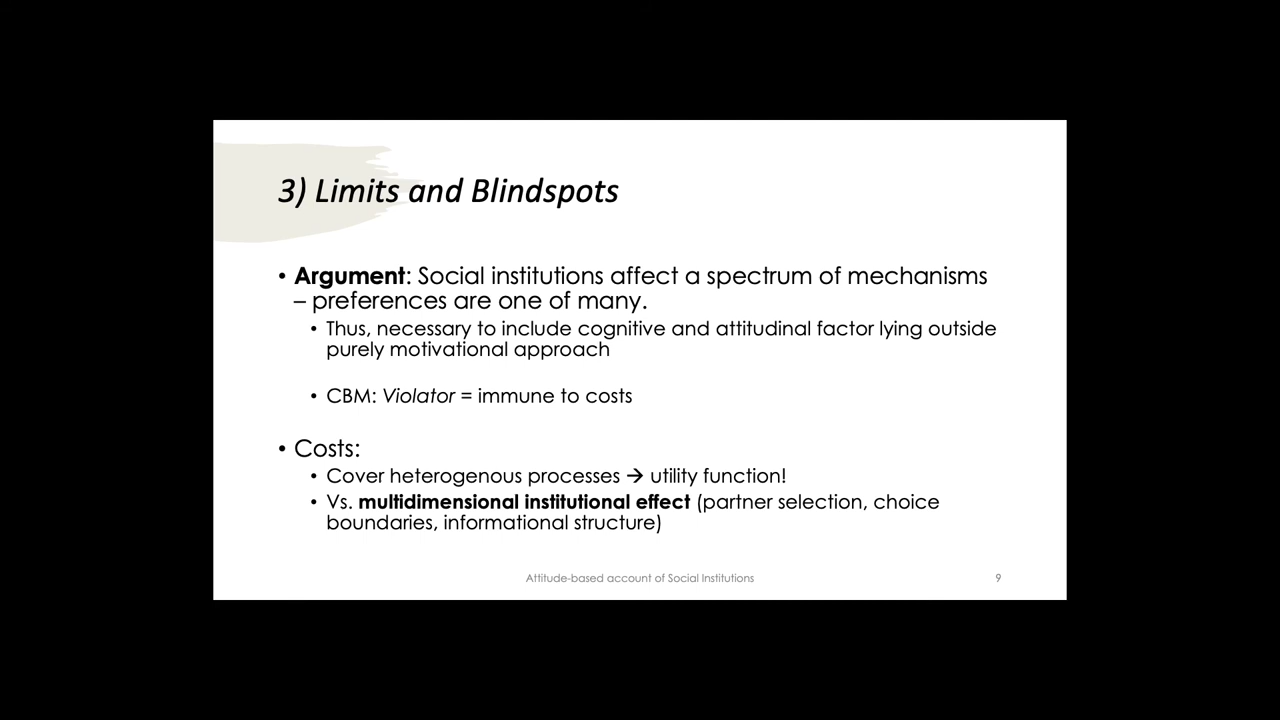 3) Limits and Blindspots
• Argument: Social institutions affect a spectrum of mechanisms
– preferences are one of many.
• Thus, necessary to include cognitive and attitudinal factor lying outside
purely motivational approach
• CBM: Violator = immune to costs
• Costs:
• Cover heterogenous processes → utility function!
• Vs. multidimensional institutional effect (partner selection, choice
boundaries, informational structure)
Attitude-based account of Social Institutions
9